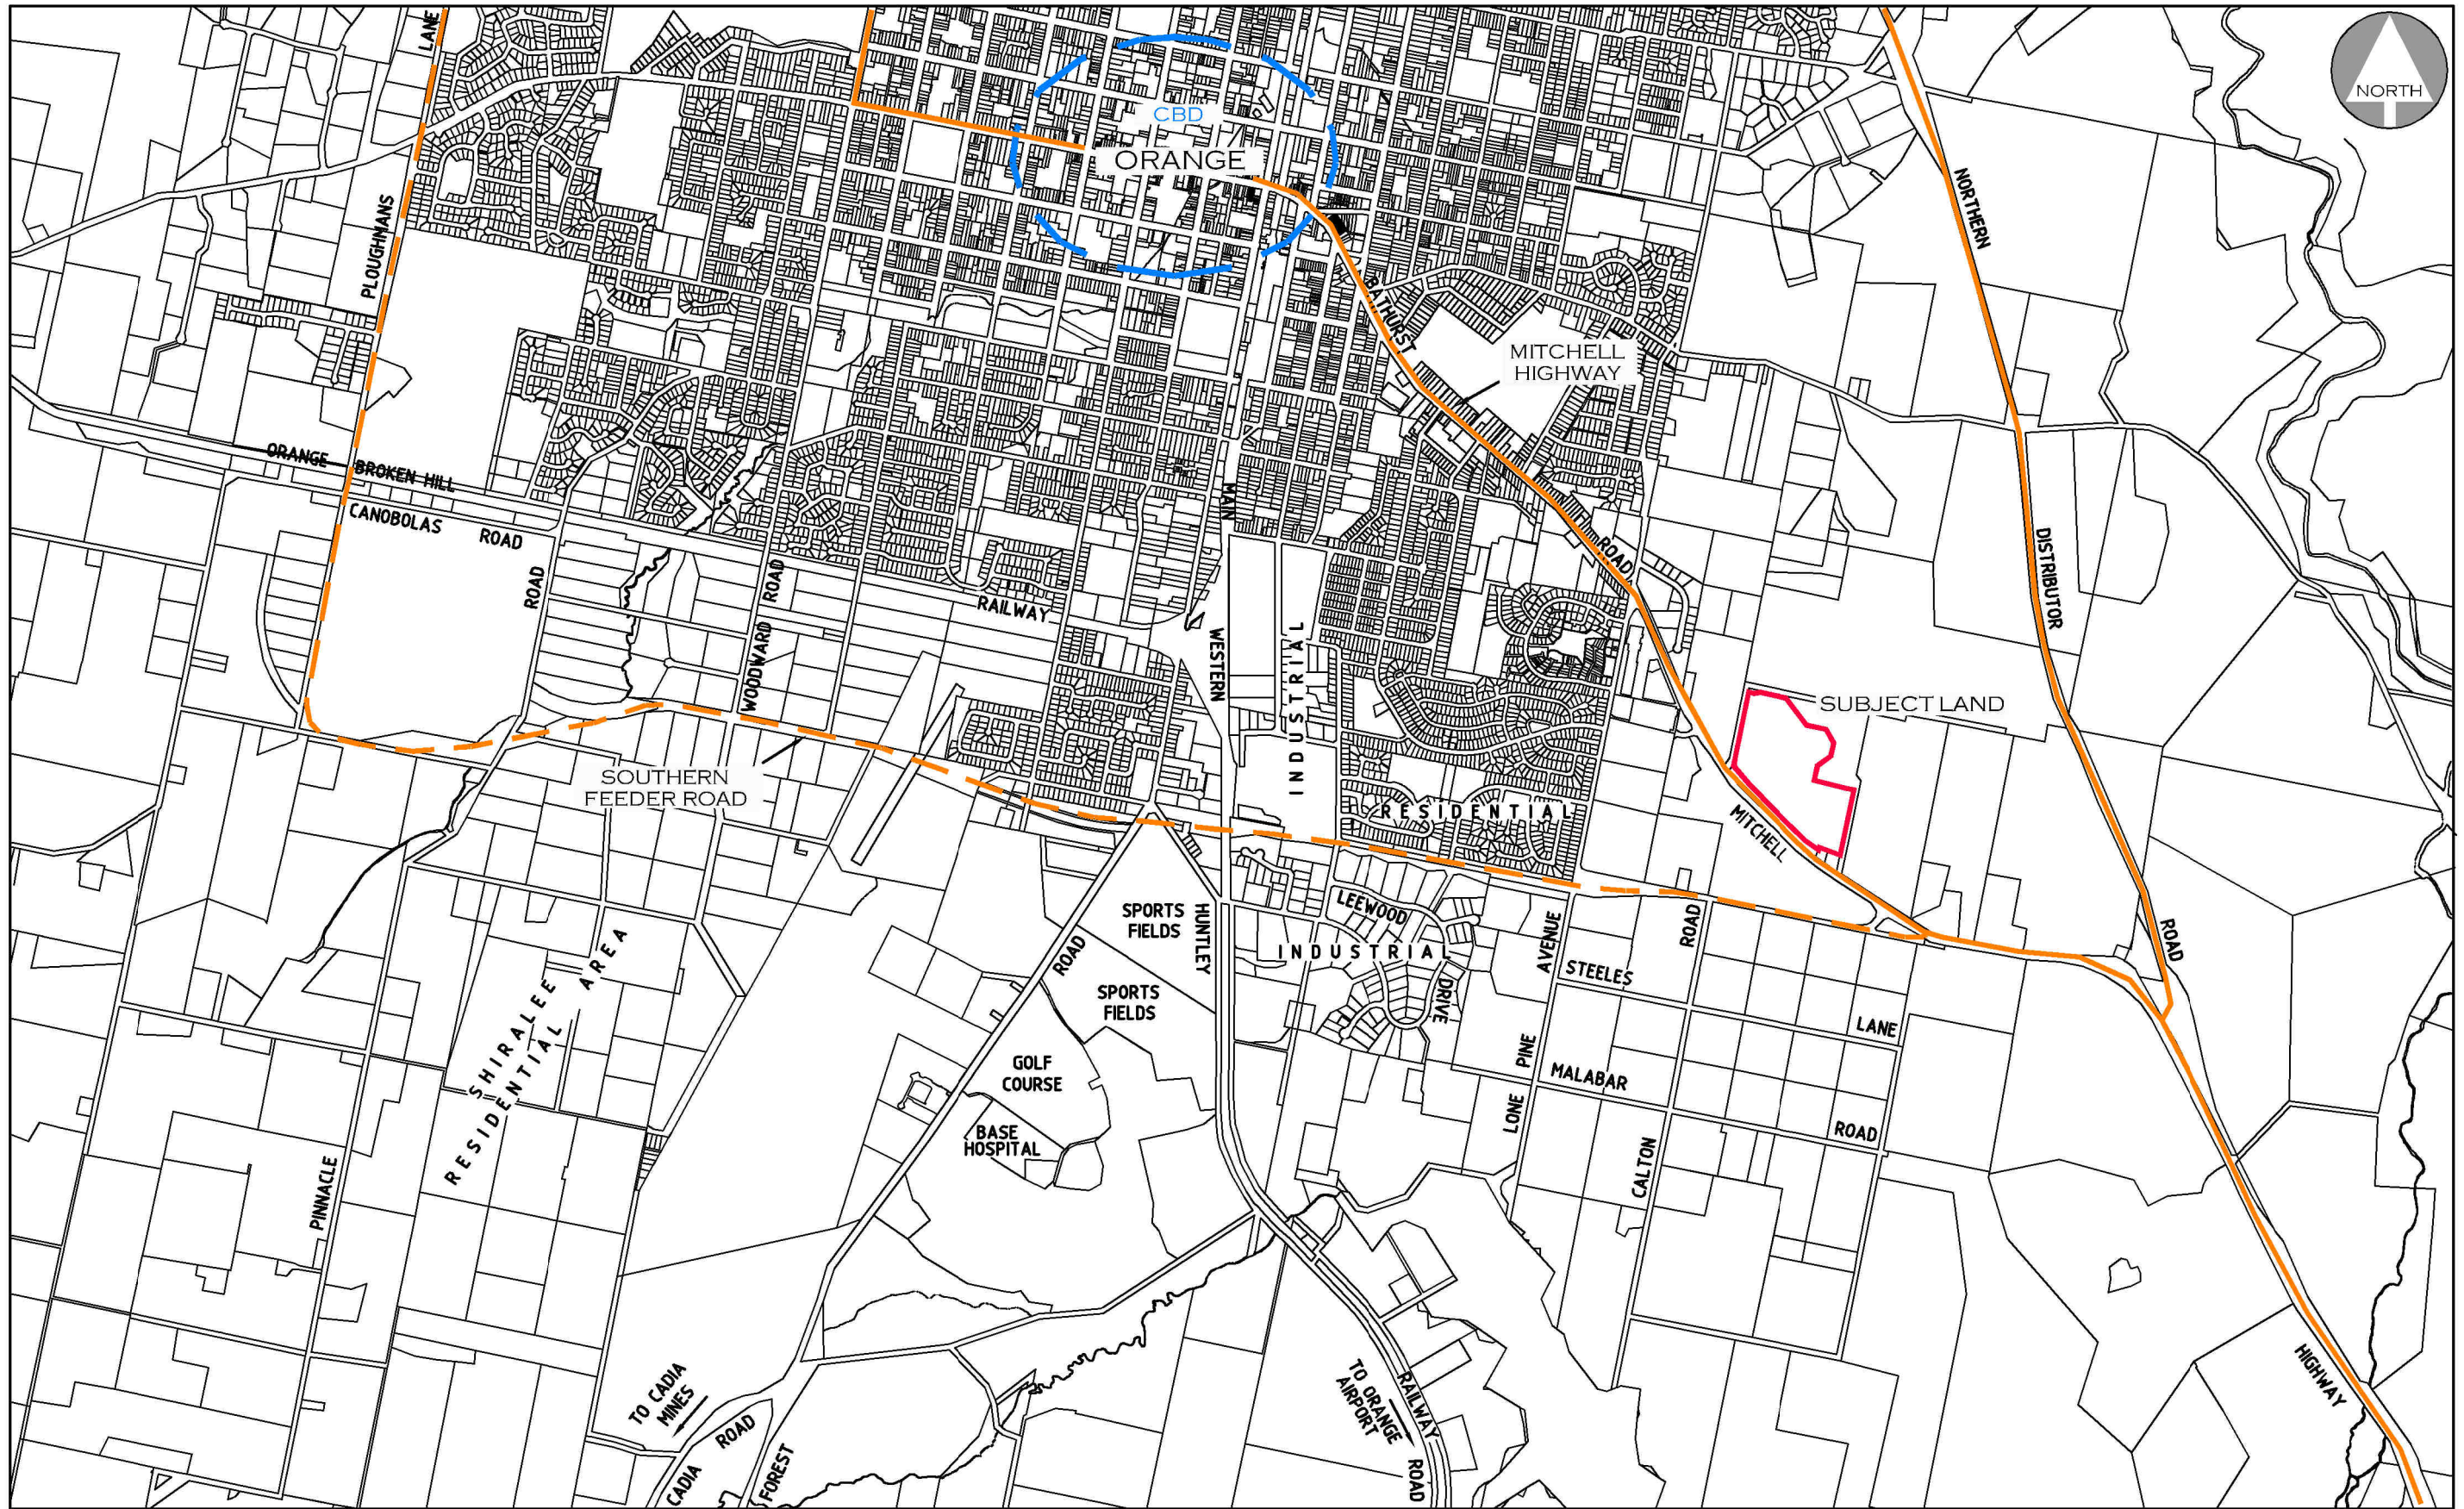 LANE
NORTH
CBD
ORANGE
NORTHERN
PLOUGHMANS
BATHURST
MITCHELL
HIGHWAY
ORANGE
BROKEN HILL
MAIN
CANOBOLAS
ROAD
ROAD
DISTRIBUTOR
ROAD
ROAD
RAILWAY
WOODWARD
WESTERN
INDUSTRIAL
SUBJECT LAND
SOUTHERN
FEEDER ROAD
RESIDENTIAL
MITCHELL
LEEWOOD
SPORTS
FIELDS
HUNTLEY
ROAD
AVENUE
ROAD
ROAD
INDUSTRIAL
STEELES
SHIRALEE
RESIDENTIAL AREA
SPORTS
FIELDS
DRIVE
LANE
GOLF
COURSE
PINE
MALABAR
LONE
BASE
HOSPITAL
ROAD
CALTON
PINNACLE
HIGHWAY
TO CADIA
MINES
TO ORANGE
AIRPORT
RAILWAY
ROAD
CADIA
FOREST
ROAD